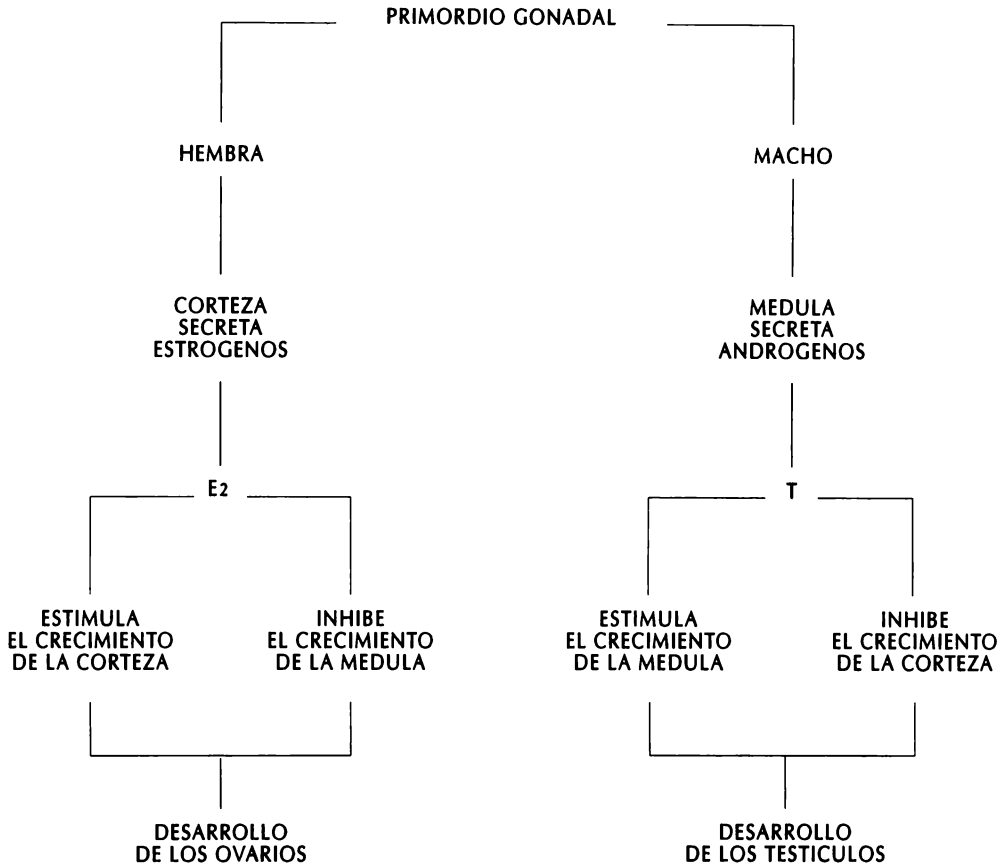 PRIMORDIO GONADAL
HEMBRA
MACHO
CORTEZA
SECRETA
ESTROGENOS
MEDULA
SECRETA
ANDROGENOS
E2
T
ESTIMULA
EL CRECIMIENTO
DE LA CORTEZA
INHIBE
EL CRECIMIENTO
DE LA MEDULA
ESTIMULA
EL CRECIMIENTO
DE LA MEDULA
INHIBE
EL CRECIMIENTO
DE LA CORTEZA
DESARROLLO
DE LOS OVARIOS
DESARROLLO
DE LOS TESTICULOS